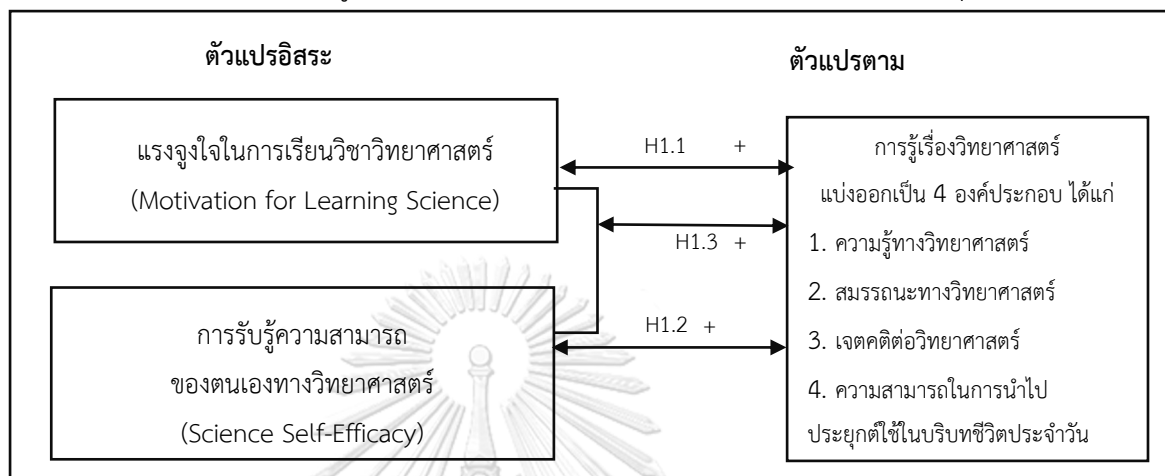 ตัวแปรอิสระ
ตัวแปรตาม
แรงจูงใจในการเรียนวิชาวิทยาศาสตร์
(Motivation for Learning Science)
H1.1 +
H1.3 +
H1.2 +
การรับรู้ความสามารถ
ของตนเองทางวิทยาศาสตร์
(Science Self-Efficacy)
การรู้เรื่องวิทยาศาสตร์
แบ่งออกเป็น 4 องค์ประกอบ ได้แก่
1. ความรู้ทางวิทยาศาสตร์
2. สมรรถนะทางวิทยาศาสตร์
3. เจตคติต่อวิทยาศาสตร์
4. ความสามารถในการนำไป
ประยุกต์ใช้ในบริบทชีวิตประจำวัน